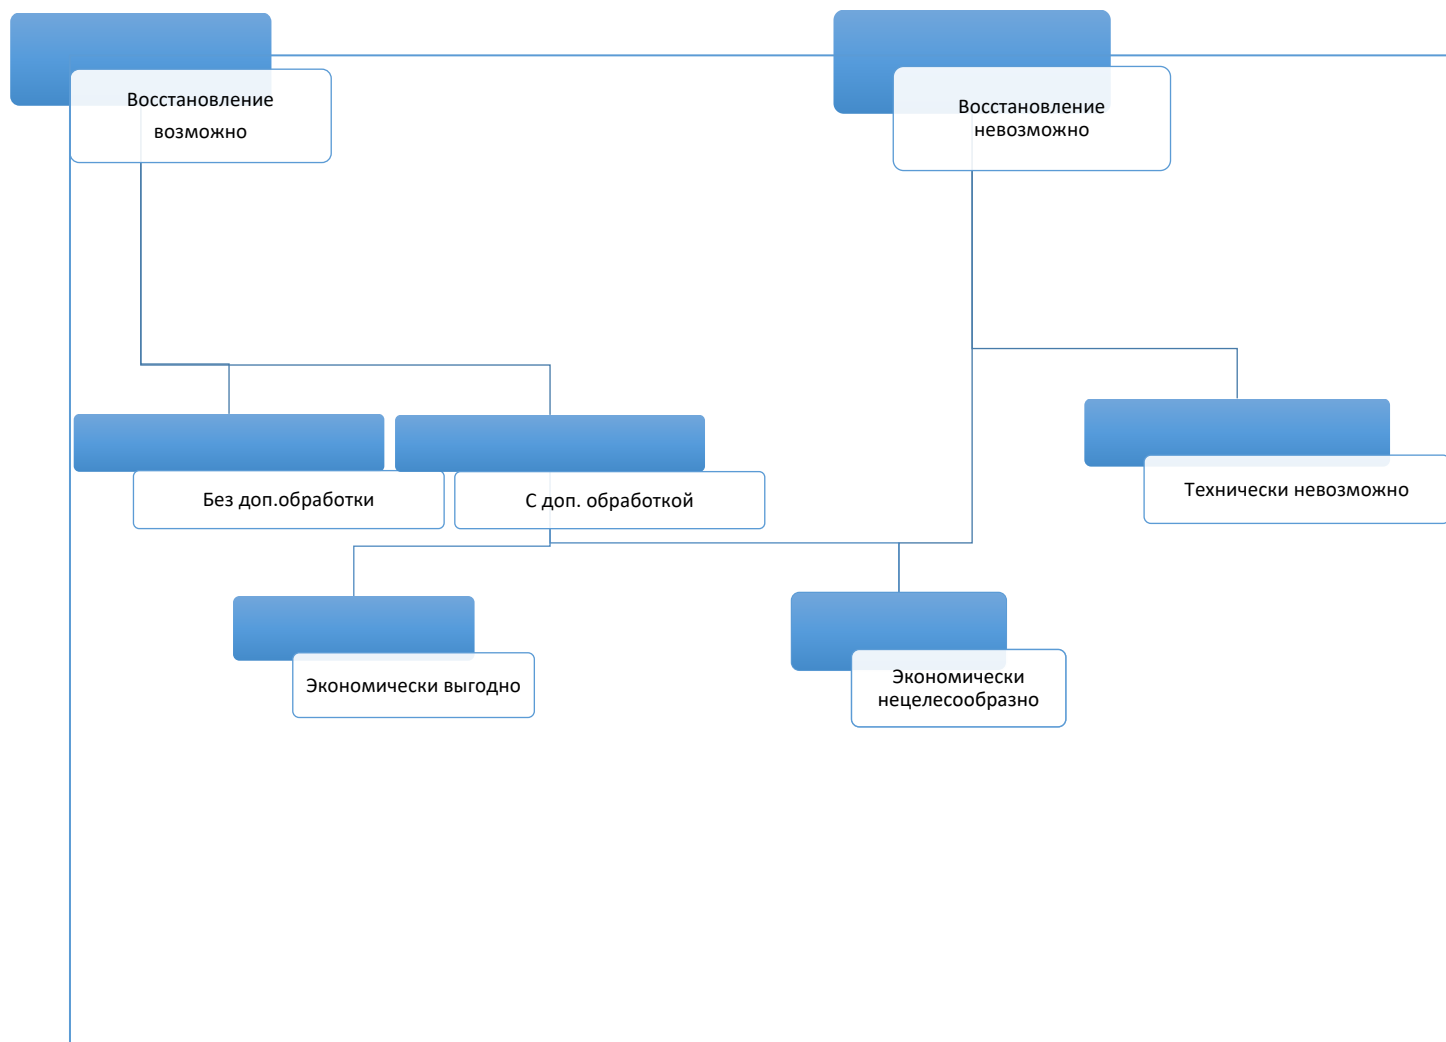 Восстановление
возможно
Восстановление
невозможно
Без доп.обработки
С доп. обработкой
Технически невозможно
Экономически выгодно
Экономически
нецелесообразно